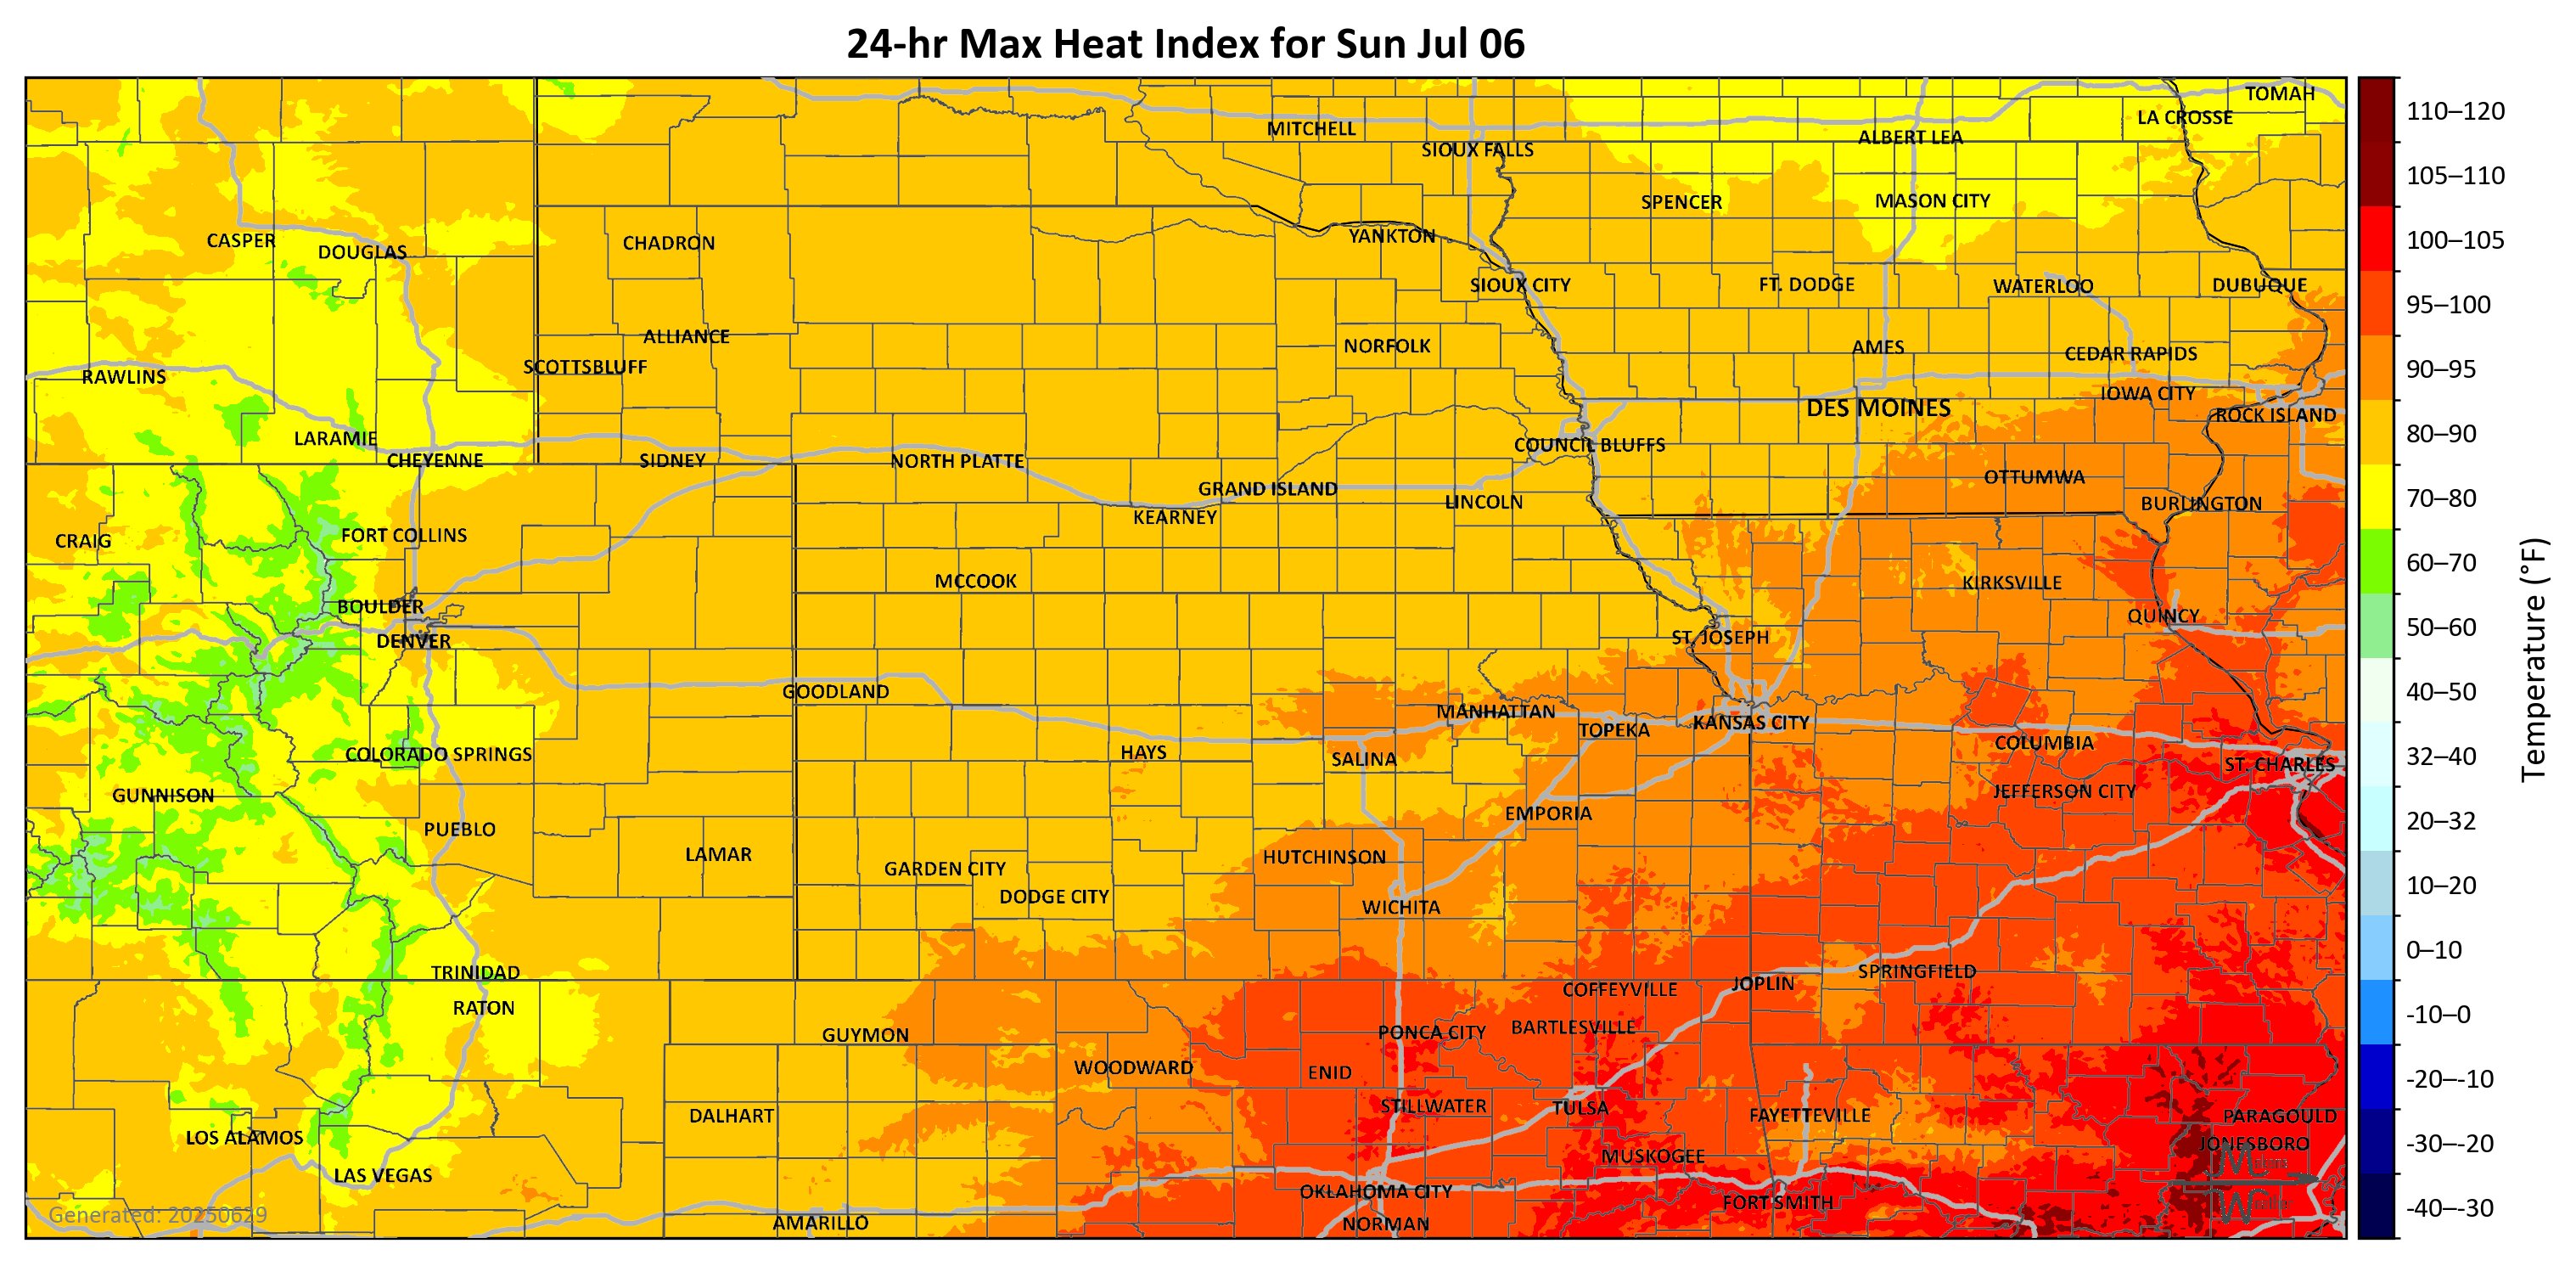 24-hr Max Heat Index for Sun Jul 06
TOMAH
LA CROSSE
MITCHELL
ALBERT LEA
SIOUX FALLS
SPENCER
MASON CITY
YANKTON
CASPER
CHADRON
DOUGLAS
SIOUX CITY
FT. DODGE
WATERLOO
DUBUQUE
ALLIANCE
NORFOLK
AMES
CEDAR RAPIDS
SCOTTSBLUFF
RAWLINS
IOWA CITY
DES MOINES
ROCK ISLAND
LARAMIE
COUNCIL BLUFFS
CHEYENNE
SIDNEY
NORTH PLATTE
OTTUMWA
GRAND ISLAND
LINCOLN
BURLINGTON
KEARNEY
FORT COLLINS
CRAIG
MCCOOK
KIRKSVILLE
BOULDER
QUINCY
DENVER
ST. JOSEPH
GOODLAND
MANHATTAN
KANSAS CITY
TOPEKA
COLUMBIA
COLORADO SPRINGS
HAYS
SALINA
ST. CHARLES
JEFFERSON CITY
GUNNISON
EMPORIA
PUEBLO
LAMAR
HUTCHINSON
GARDEN CITY
DODGE CITY
WICHITA
TRINIDAD
SPRINGFIELD
JOPLIN
COFFEYVILLE
RATON
BARTLESVILLE
PONCA CITY
GUYMON
WOODWARD
ENID
STILLWATER
TULSA
DALHART
FAYETTEVILLE
PARAGOULD
LOS ALAMOS
JONESBORO
MUSKOGEE
LAS VEGAS
OKLAHOMA CITY
FORT SMITH
AMARILLO
NORMAN
Generated: 20250629
110–120
105–110
100–105
95–100
90–95
80–90
70–80
60–70
50–60
40–50
32–40
20–32
10–20
0–10
-10–0
-20–-10
-30–-20
-40–-30
Temperature (°F)